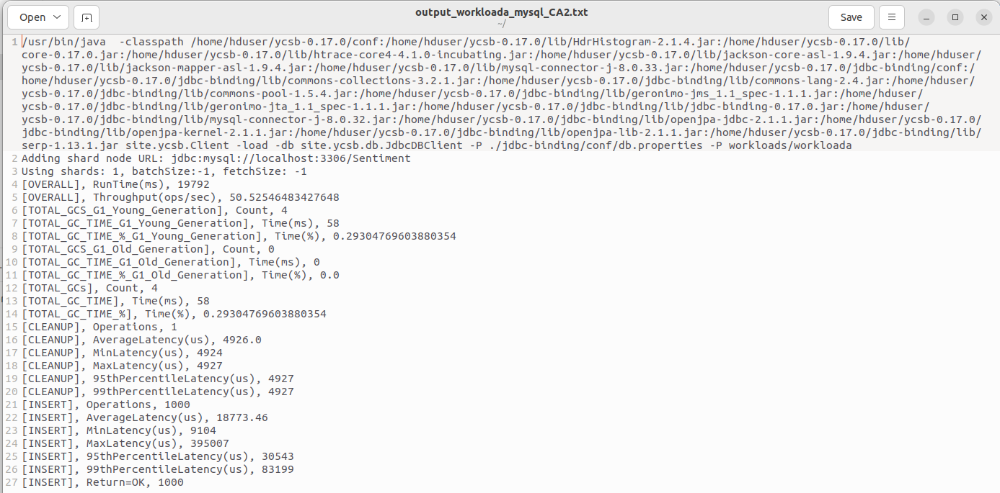 Open
output_workloada_mysql_CA2.txt
~/
Save
1 /usr/bin/java  -classpath /home/hduser/ycsb-0.17.0/conf:/home/hduser/ycsb-0.17.0/lib/HdrHistogram-2.1.4.jar:/home/hduser/ycsb-0.17.0/lib/
core-0.17.0.jar:/home/hduser/ycsb-0.17.0/lib/htrace-core4-4.1.0-incubating.jar:/home/hduser/ycsb-0.17.0/lib/jackson-core-asl-1.9.4.jar:/home/hduser/
ycsb-0.17.0/lib/jackson-mapper-asl-1.9.4.jar:/home/hduser/ycsb-0.17.0/lib/mysql-connector-j-8.0.33.jar:/home/hduser/ycsb-0.17.0/jdbc-binding/conf:/
home/hduser/ycsb-0.17.0/jdbc-binding/lib/commons-collections-3.2.1.jar:/home/hduser/ycsb-0.17.0/jdbc-binding/lib/commons-lang-2.4.jar:/home/hduser/
ycsb-0.17.0/jdbc-binding/lib/commons-pool-1.5.4.jar:/home/hduser/ycsb-0.17.0/jdbc-binding/lib/geronimo-jms_1.1_spec-1.1.1.jar:/home/hduser/
ycsb-0.17.0/jdbc-binding/lib/geronimo-jta_1.1_spec-1.1.1.jar:/home/hduser/ycsb-0.17.0/jdbc-binding/lib/jdbc-binding-0.17.0.jar:/home/hduser/
ycsb-0.17.0/jdbc-binding/lib/mysql-connector-j-8.0.32.jar:/home/hduser/ycsb-0.17.0/jdbc-binding/lib/openjpa-jdbc-2.1.1.jar:/home/hduser/ycsb-0.17.0/
jdbc-binding/lib/openjpa-kernel-2.1.1.jar:/home/hduser/ycsb-0.17.0/jdbc-binding/lib/openjpa-lib-2.1.1.jar:/home/hduser/ycsb-0.17.0/jdbc-binding/lib/
serp-1.13.1.jar site.ycsb.Client -load -db site.ycsb.db.JdbcDBClient -P ./jdbc-binding/conf/db.properties -P workloads/workloada
2 Adding shard node URL: jdbc:mysql://localhost:3306/Sentiment
3 Using shards: 1, batchSize:-1, fetchSize: -1
4 [OVERALL], RunTime(ms), 19792
5 [OVERALL], Throughput(ops/sec), 50.52546483427648
6 [TOTAL_GCS_G1_Young_Generation], Count, 4
7 [TOTAL_GC_TIME_G1_Young_Generation], Time(ms), 58
8 [TOTAL_GC_TIME_%_G1_Young_Generation], Time(%), 0.29304769603880354
9 [TOTAL_GCS_G1_Old_Generation], Count, 0
10 [TOTAL_GC_TIME_G1_Old_Generation], Time(ms), 0
11 [TOTAL_GC_TIME_%_G1_Old_Generation], Time(%), 0.0
12 [TOTAL_GCs], Count, 4
13 [TOTAL_GC_TIME], Time(ms), 58
14 [TOTAL_GC_TIME_%], Time(%), 0.29304769603880354
15 [CLEANUP], Operations, 1
16 [CLEANUP], AverageLatency(us), 4926.0
17 [CLEANUP], MinLatency(us), 4924
18 [CLEANUP], MaxLatency(us), 4927
19 [CLEANUP], 95thPercentileLatency(us), 4927
20 [CLEANUP], 99thPercentileLatency(us), 4927
21 [INSERT], Operations, 1000
22 [INSERT], AverageLatency(us), 18773.46
23 [INSERT], MinLatency(us), 9104
24 [INSERT], MaxLatency(us), 395007
25 [INSERT], 95thPercentileLatency(us), 30543
26 [INSERT], 99thPercentileLatency(us), 83199
27 [INSERT], Return=OK, 1000